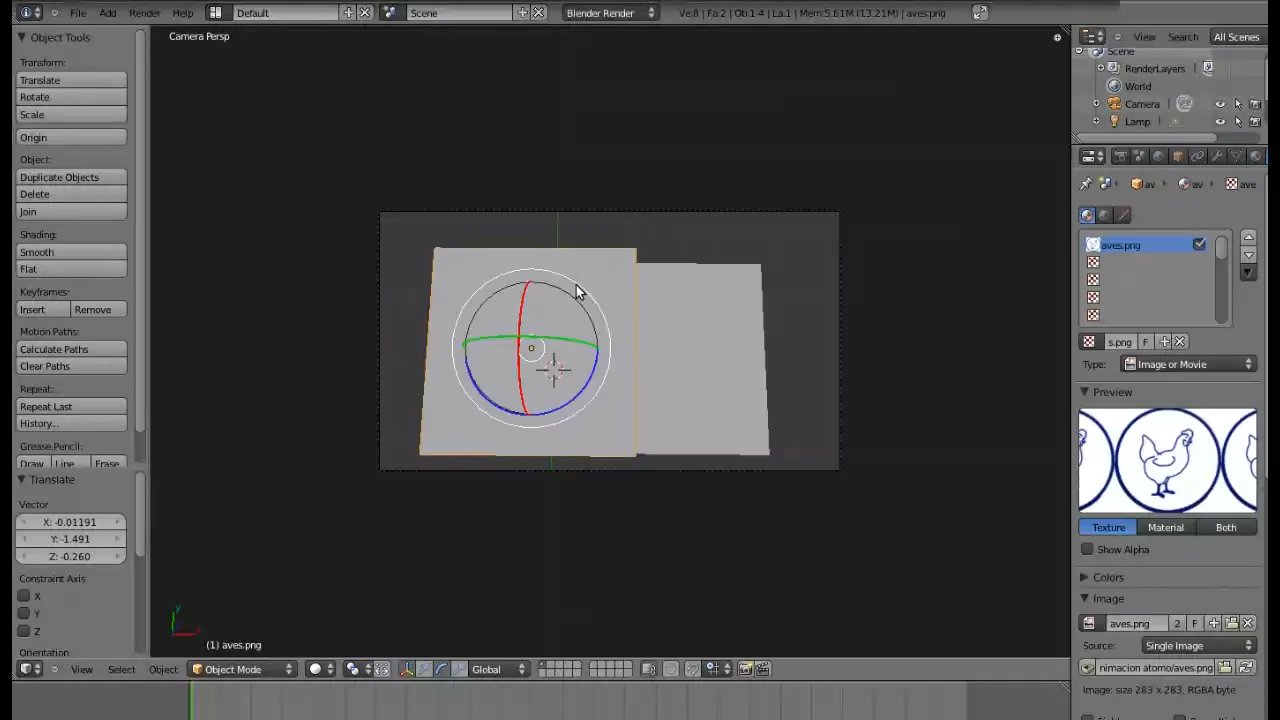 File Add Render Help Default Scene Blender Render Ve:8 | Fa:2 | Ob:1-4 | La:1 | Mem:5.61M (13.21M) | aves.png
Object Tools
Transform:
Translate
Rotate
Scale
Origin
Object:
Duplicate Objects
Delete
Join
Shading:
Smooth
Flat
Keyframes:
Insert Remove
Motion Paths:
Calculate Paths
Clear Paths
Repeat:
Repeat Last
History...
Grease Pencil:
Draw Line Erase
Translate
Vector
X: -0.01191
Y: -1.491
Z: -0.260
Constraint Axis
X
Y
Z
Orientation
Camera Persp
y
(1) aves.png
View Select Object Object Mode Global
View Search All Scenes
Scene
RenderLayers
World
Camera
Lamp
av av ave
aves.png
s.png F
Type: Image or Movie
Preview
Texture Material Both
Show Alpha
Colors
Image
aves.png 2 F
Source: Single Image
nimacion atomo/aves.png
Image: size 283 x 283, RGBA byte